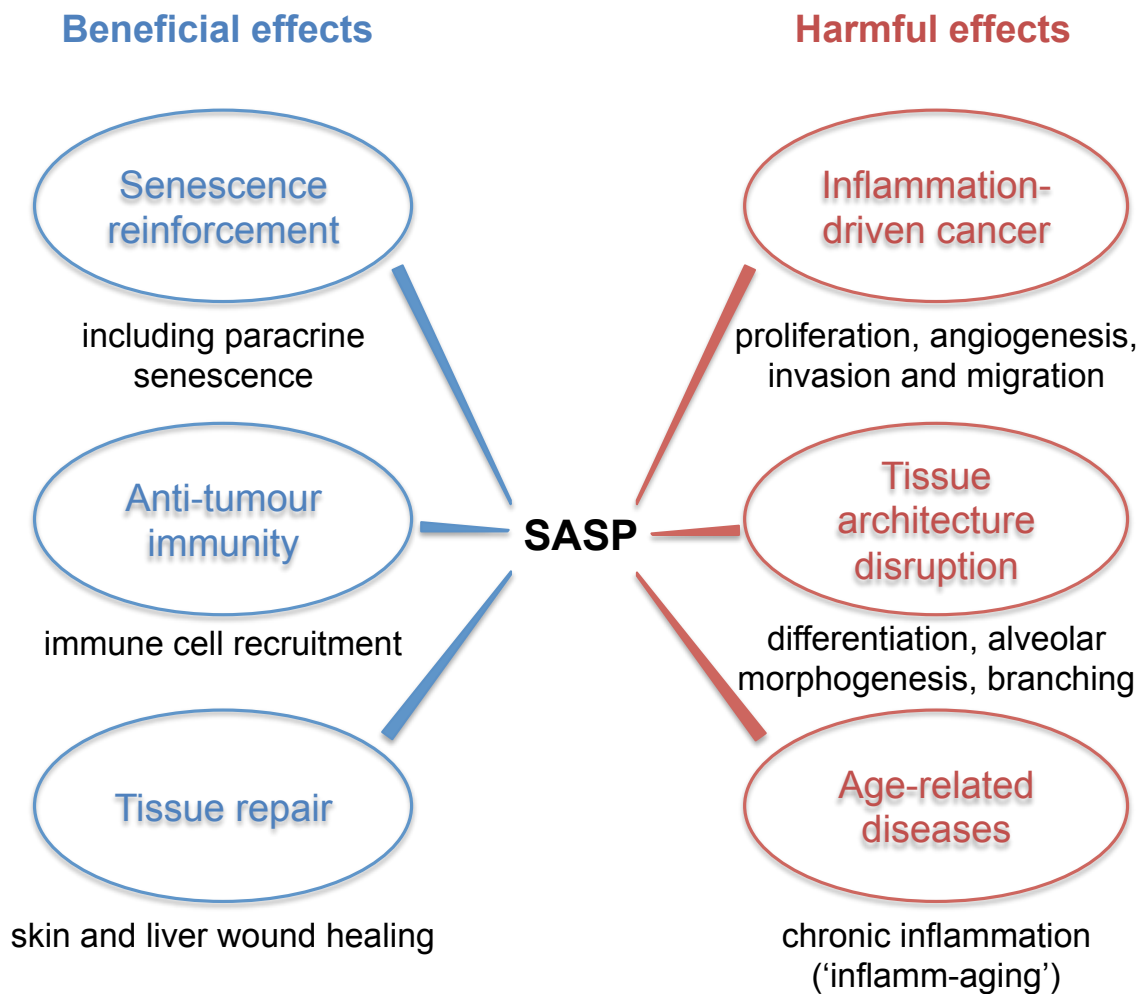 Beneficial effects
Harmful effects
Senescence
reinforcement
including paracrine
senescence
Anti-tumour
immunity
immune cell recruitment
Tissue repair
skin and liver wound healing
SASP
Inflammation-
driven cancer
proliferation, angiogenesis,
invasion and migration
Tissue
architecture
disruption
differentiation, alveolar
morphogenesis, branching
Age-related
diseases
chronic inflammation
(‘inflamm-aging’)